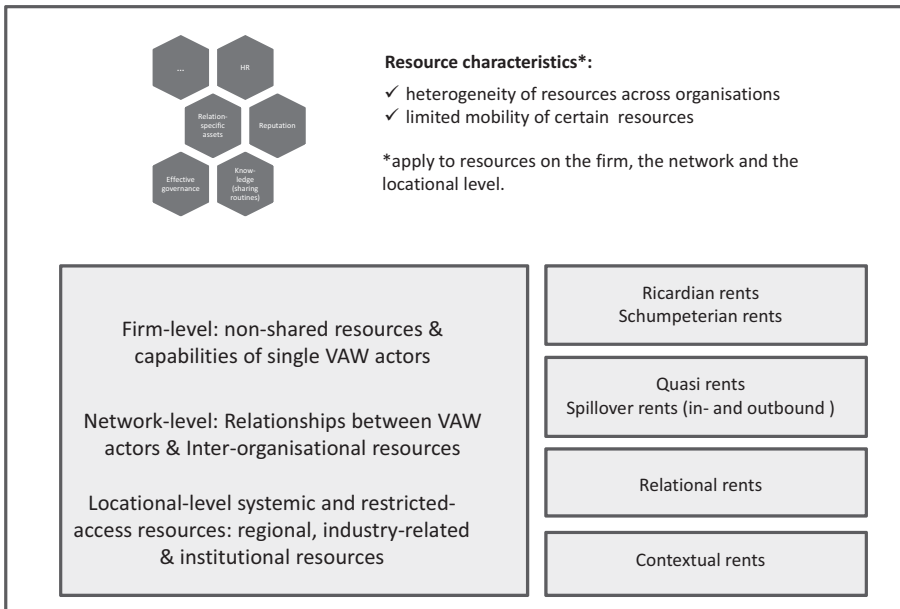 ...
HR
Relation-
specific
assets
Reputation
Effective
governance
Know-
ledge
(sharing
routines)
Resource characteristics*:
✓ heterogeneity of resources across organisations
✓ limited mobility of certain resources
*apply to resources on the firm, the network and the
locational level.
Firm-level: non-shared resources &
capabilities of single VAW actors
Network-level: Relationships between VAW
actors & Inter-organisational resources
Locational-level systemic and restricted-
access resources: regional, industry-related
& institutional resources
Ricardian rents
Schumpeterian rents
Quasi rents
Spillover rents (in- and outbound )
Relational rents
Contextual rents